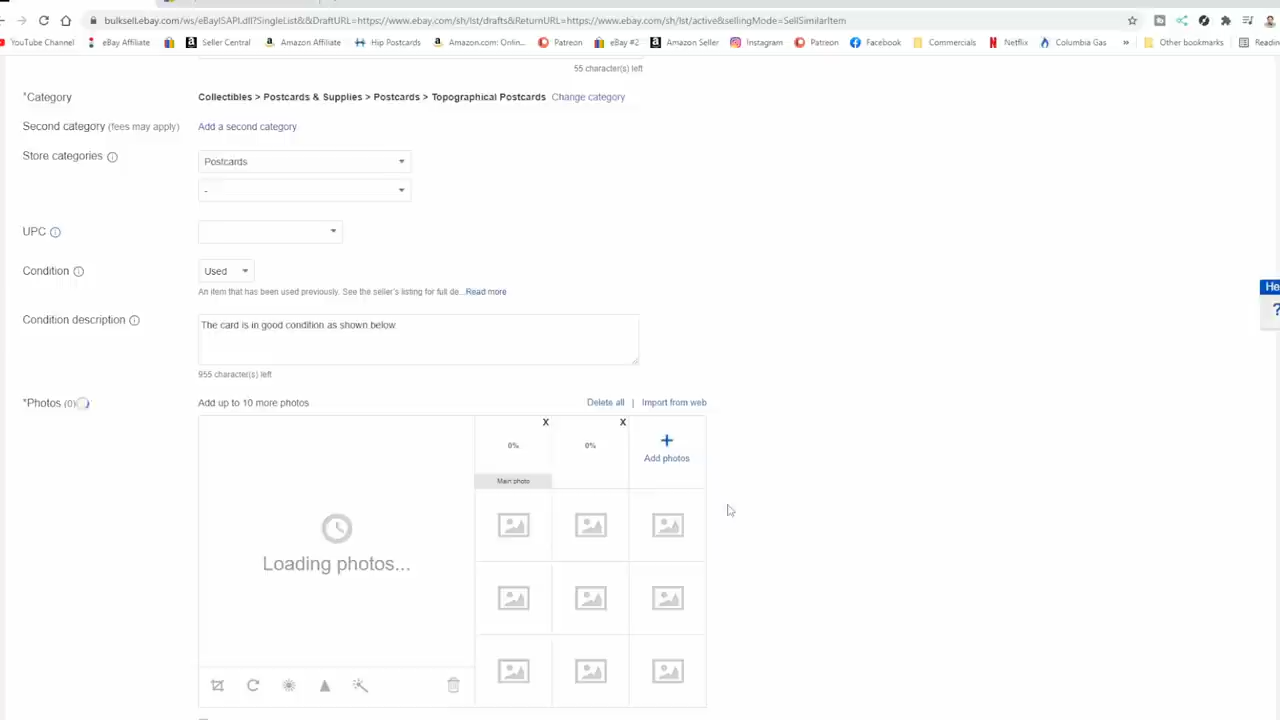 bulksell.ebay.com/ws/eBayISAPI.dll?SingleList&&DraftURL=https://www.ebay.com/sh/lst/drafts&ReturnURL=https://www.ebay.com/sh/lst/active&sellingMode=SellSimilarItem
YouTube Channel eBay Affiliate Seller Central Amazon Affiliate Hip Postcards Amazon.com: Onlin... Patreon eBay #2 Amazon Seller Instagram Patreon Facebook Commercials Netflix Columbia Gas » Other bookmarks
55 character(s) left
*Category Collectibles > Postcards & Supplies > Postcards > Topographical Postcards Change category
Second category (fees may apply) Add a second category
Store categories Postcards
-
UPC
Condition Used
An item that has been used previously. See the seller's listing for full de...Read more
Condition description The card is in good condition as shown below
955 character(s) left
*Photos (0) Add up to 10 more photos Delete all | Import from web
X X
0% 0% Add photos
Main photo
Loading photos...
?